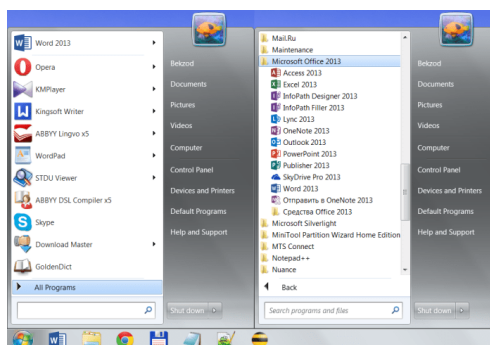 Word 2013
Opera
KMPlayer
Kingsoft Writer
ABBYY Lingvo x5
WordPad
STDU Viewer
ABBYY DSL Compiler x5
Skype
Download Master
GoldenDict
All Programs
Bekzod
Documents
Pictures
Videos
Computer
Control Panel
Devices and Printers
Default Programs
Help and Support
Shut down
Mail.Ru
Maintenance
Microsoft Office 2013
Access 2013
Excel 2013
InfoPath Designer 2013
InfoPath Filler 2013
Lync 2013
OneNote 2013
Outlook 2013
PowerPoint 2013
Publisher 2013
SkyDrive Pro 2013
Word 2013
Отправить в OneNote 2013
Средства Office 2013
Microsoft Silverlight
MiniTool Partition Wizard Home Edition
MTS Connect
Notepad++
Nuance
Back
Search programs and files
Bekzod
Documents
Pictures
Videos
Computer
Control Panel
Devices and Printers
Default Programs
Help and Support
Shut down